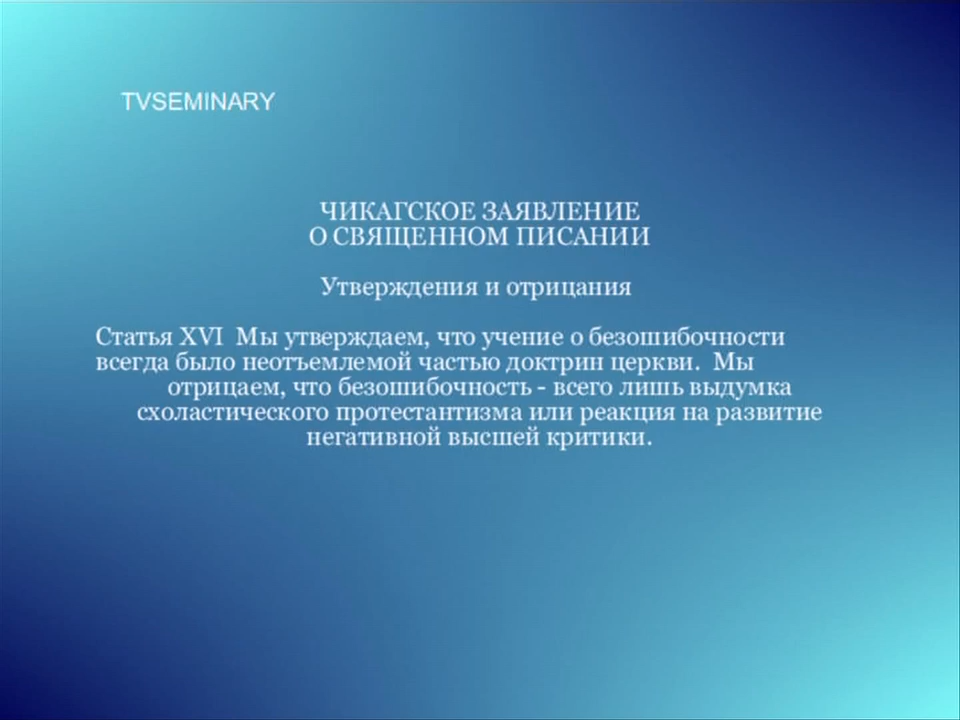 TVSEMINARY
ЧИКАГСКОЕ ЗАЯВЛЕНИЕ
О СВЯЩЕННОМ ПИСАНИИ
Утверждения и отрицания
Статья XVI  Мы утверждаем, что учение о безошибочности
всегда было неотъемлемой частью доктрин церкви.  Мы
отрицаем, что безошибочность - всего лишь выдумка
схоластического протестантизма или реакция на развитие
негативной высшей критики.